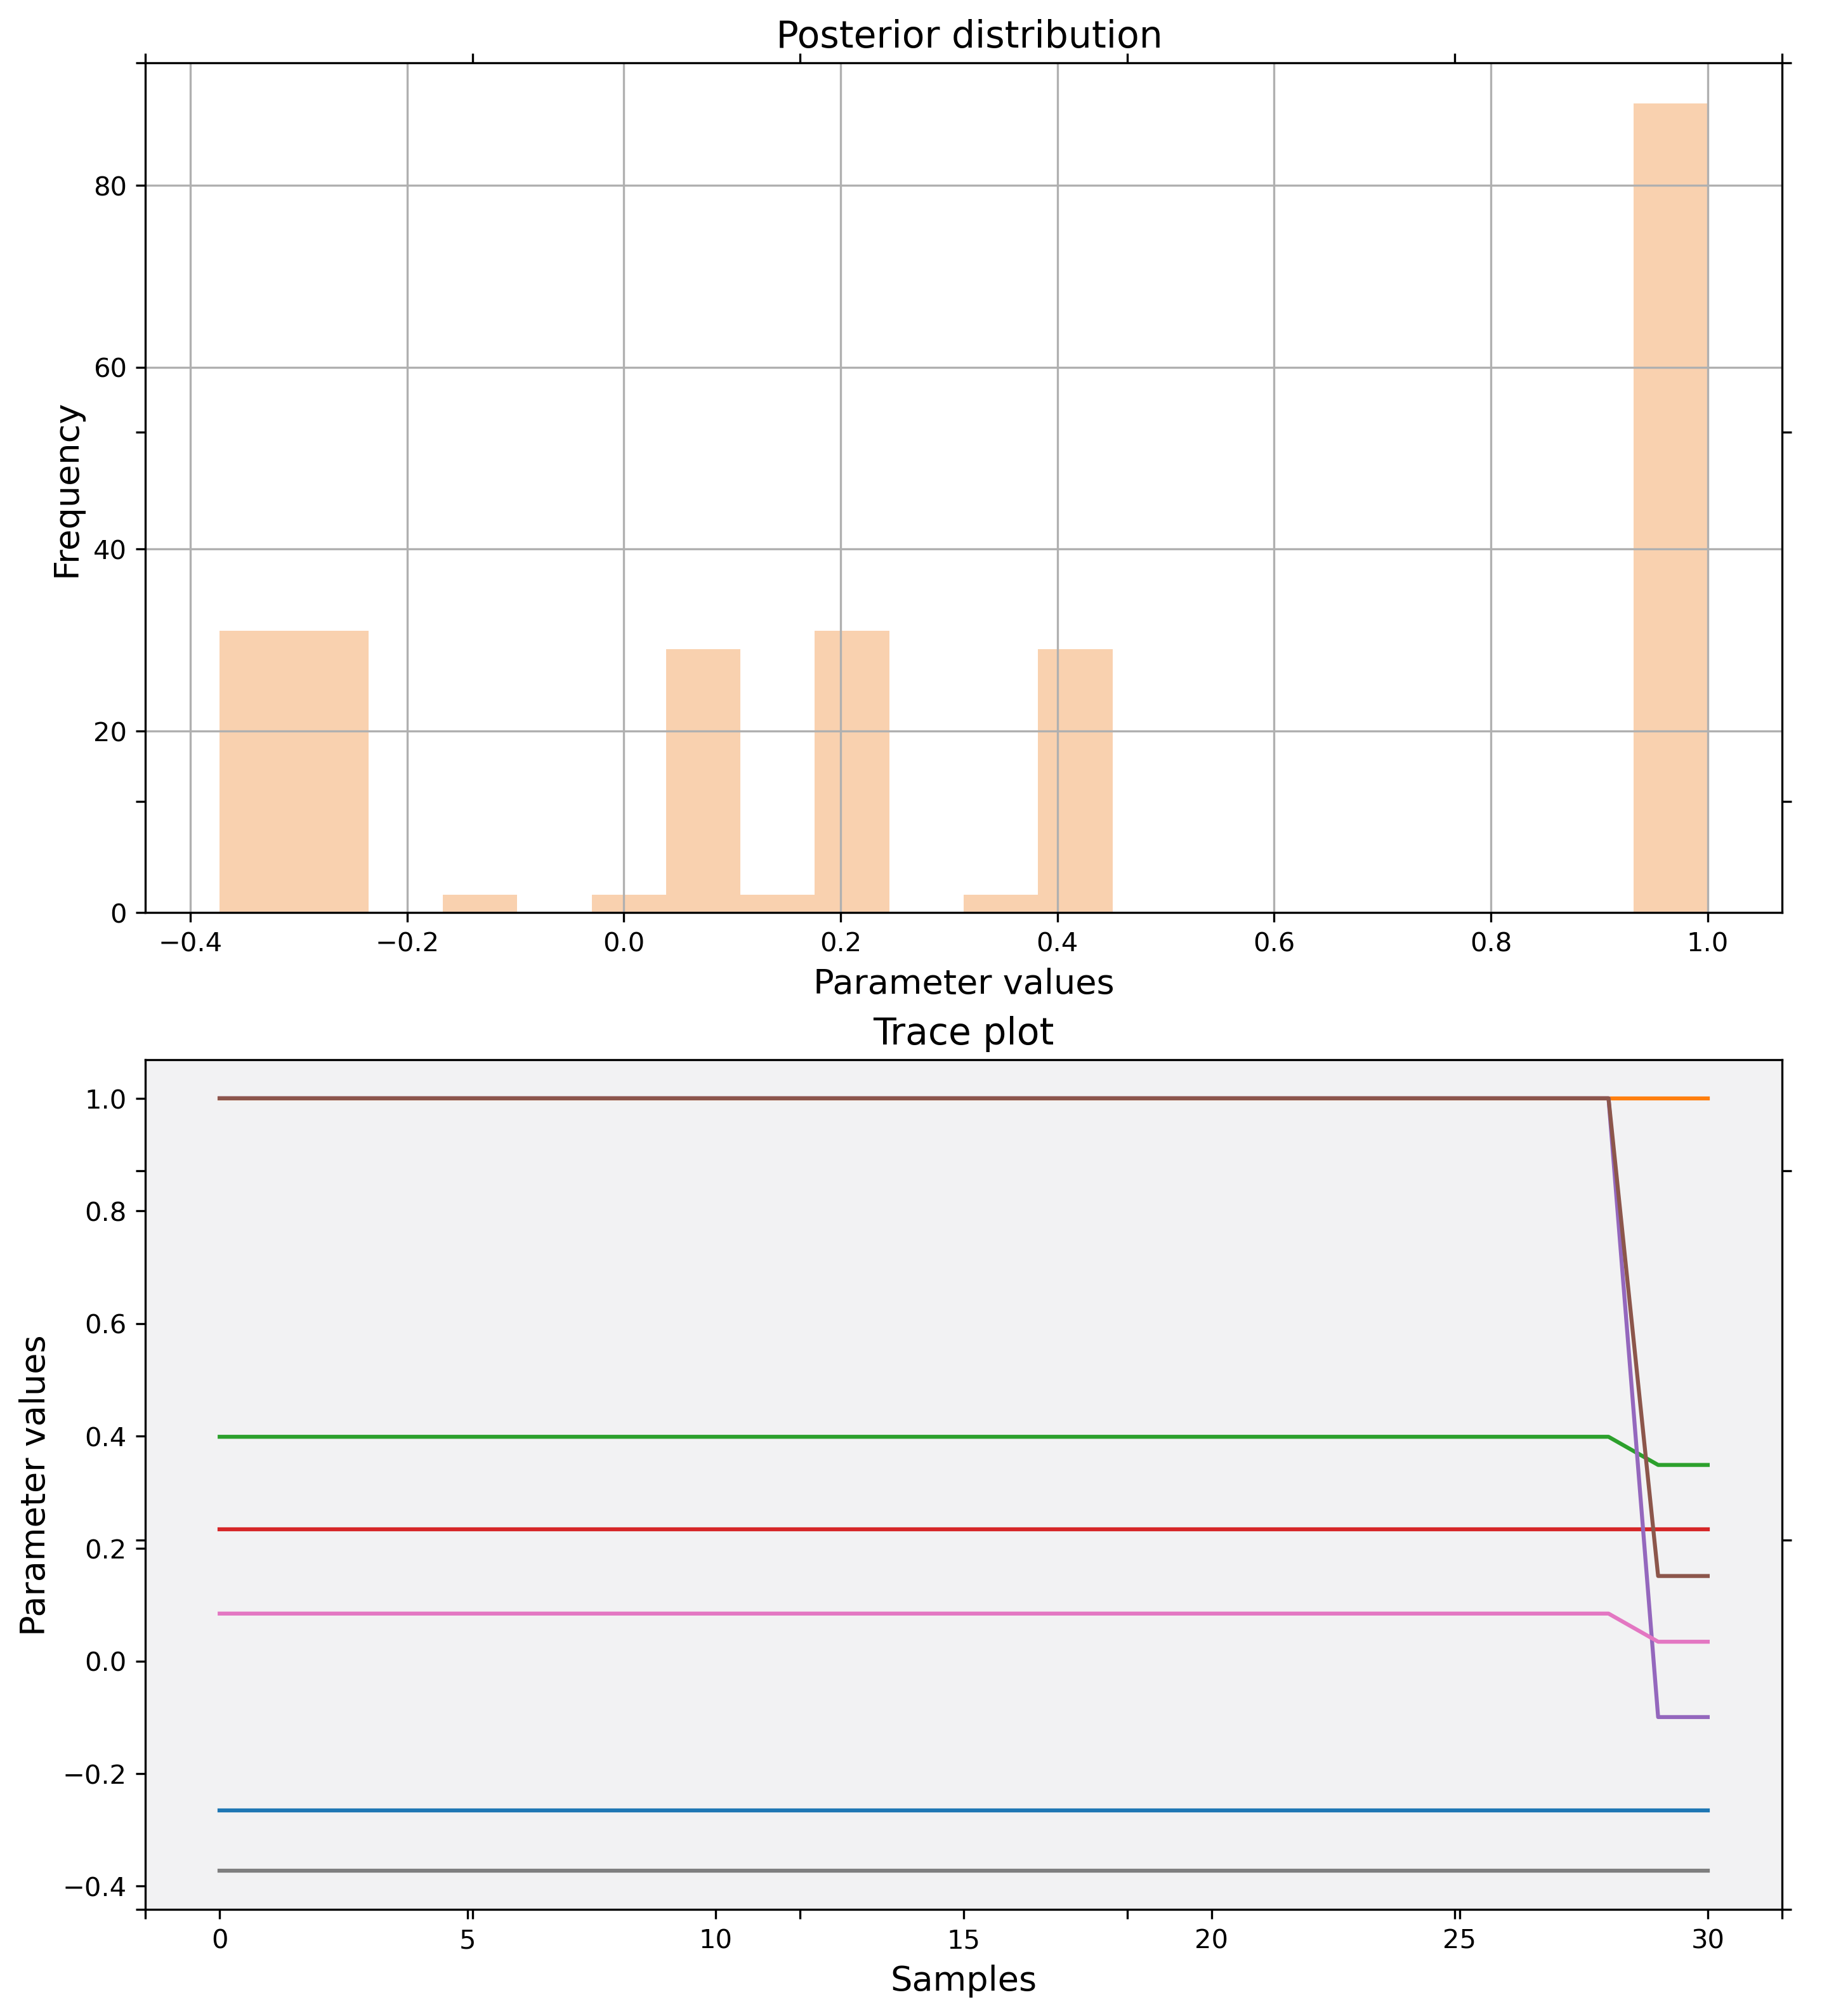 Posterior distribution
Frequency
80
60
40
20
0
−0.4 −0.2 0.0 0.2 0.4 0.6 0.8 1.0
Parameter values
Trace plot
Parameter values
1.0
0.8
0.6
0.4
0.2
0.0
−0.2
−0.4
0 5 10 15 20 25 30
Samples